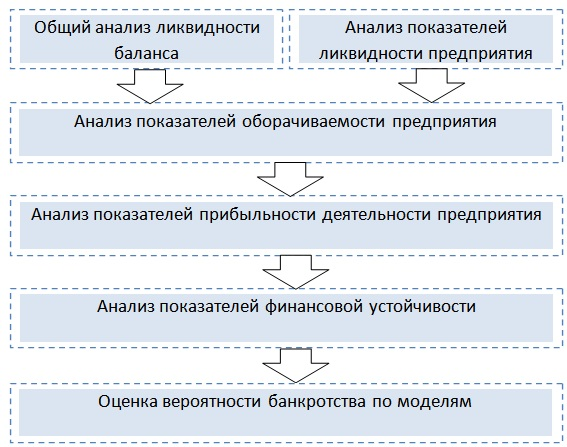 Общий анализ ликвидности
баланса
Анализ показателей
ликвидности предприятия
Анализ показателей оборачиваемости предприятия
Анализ показателей прибыльности деятельности предприятия
Анализ показателей финансовой устойчивости
Оценка вероятности банкротства по моделям